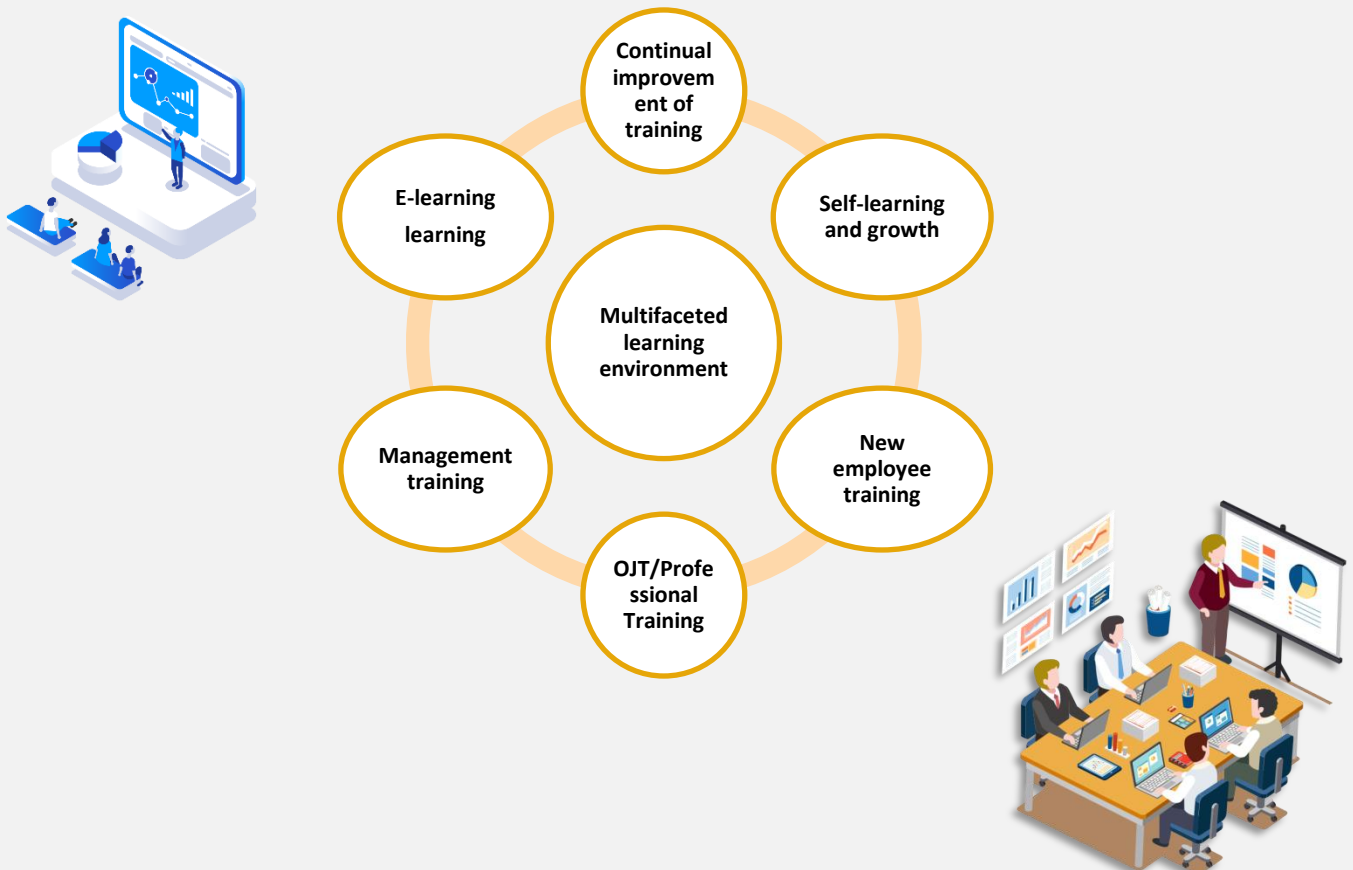 Continual
improvem
ent of
training
E-learning
learning
Self-learning
and growth
Multifaceted
learning
environment
Management
training
New
employee
training
OJT/Profe
ssional
Training